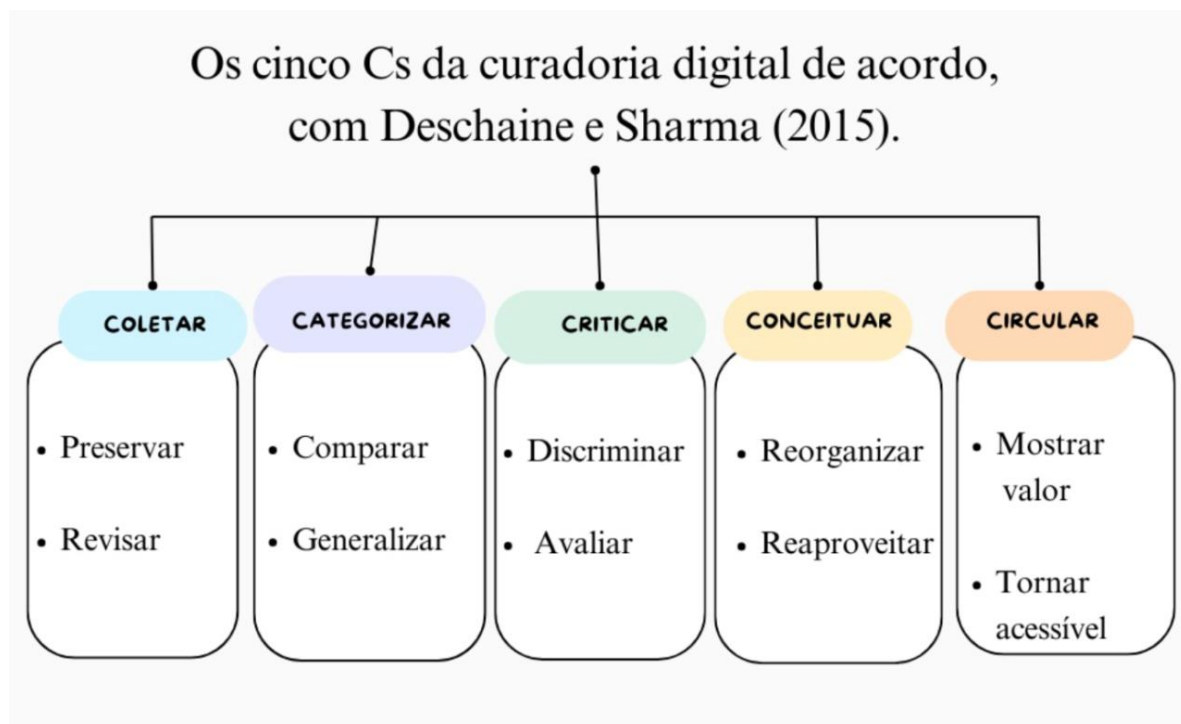 Os cinco Cs da curadoria digital de acordo,
com Deschaine e Sharma (2015).
COLETAR
• Preservar
• Revisar
CATEGORIZAR
• Comparar
• Generalizar
CRITICAR
• Discriminar
• Avaliar
CONCEITUAR
• Reorganizar
• Reaproveitar
CIRCULAR
• Mostrar
valor
• Tornar
acessível